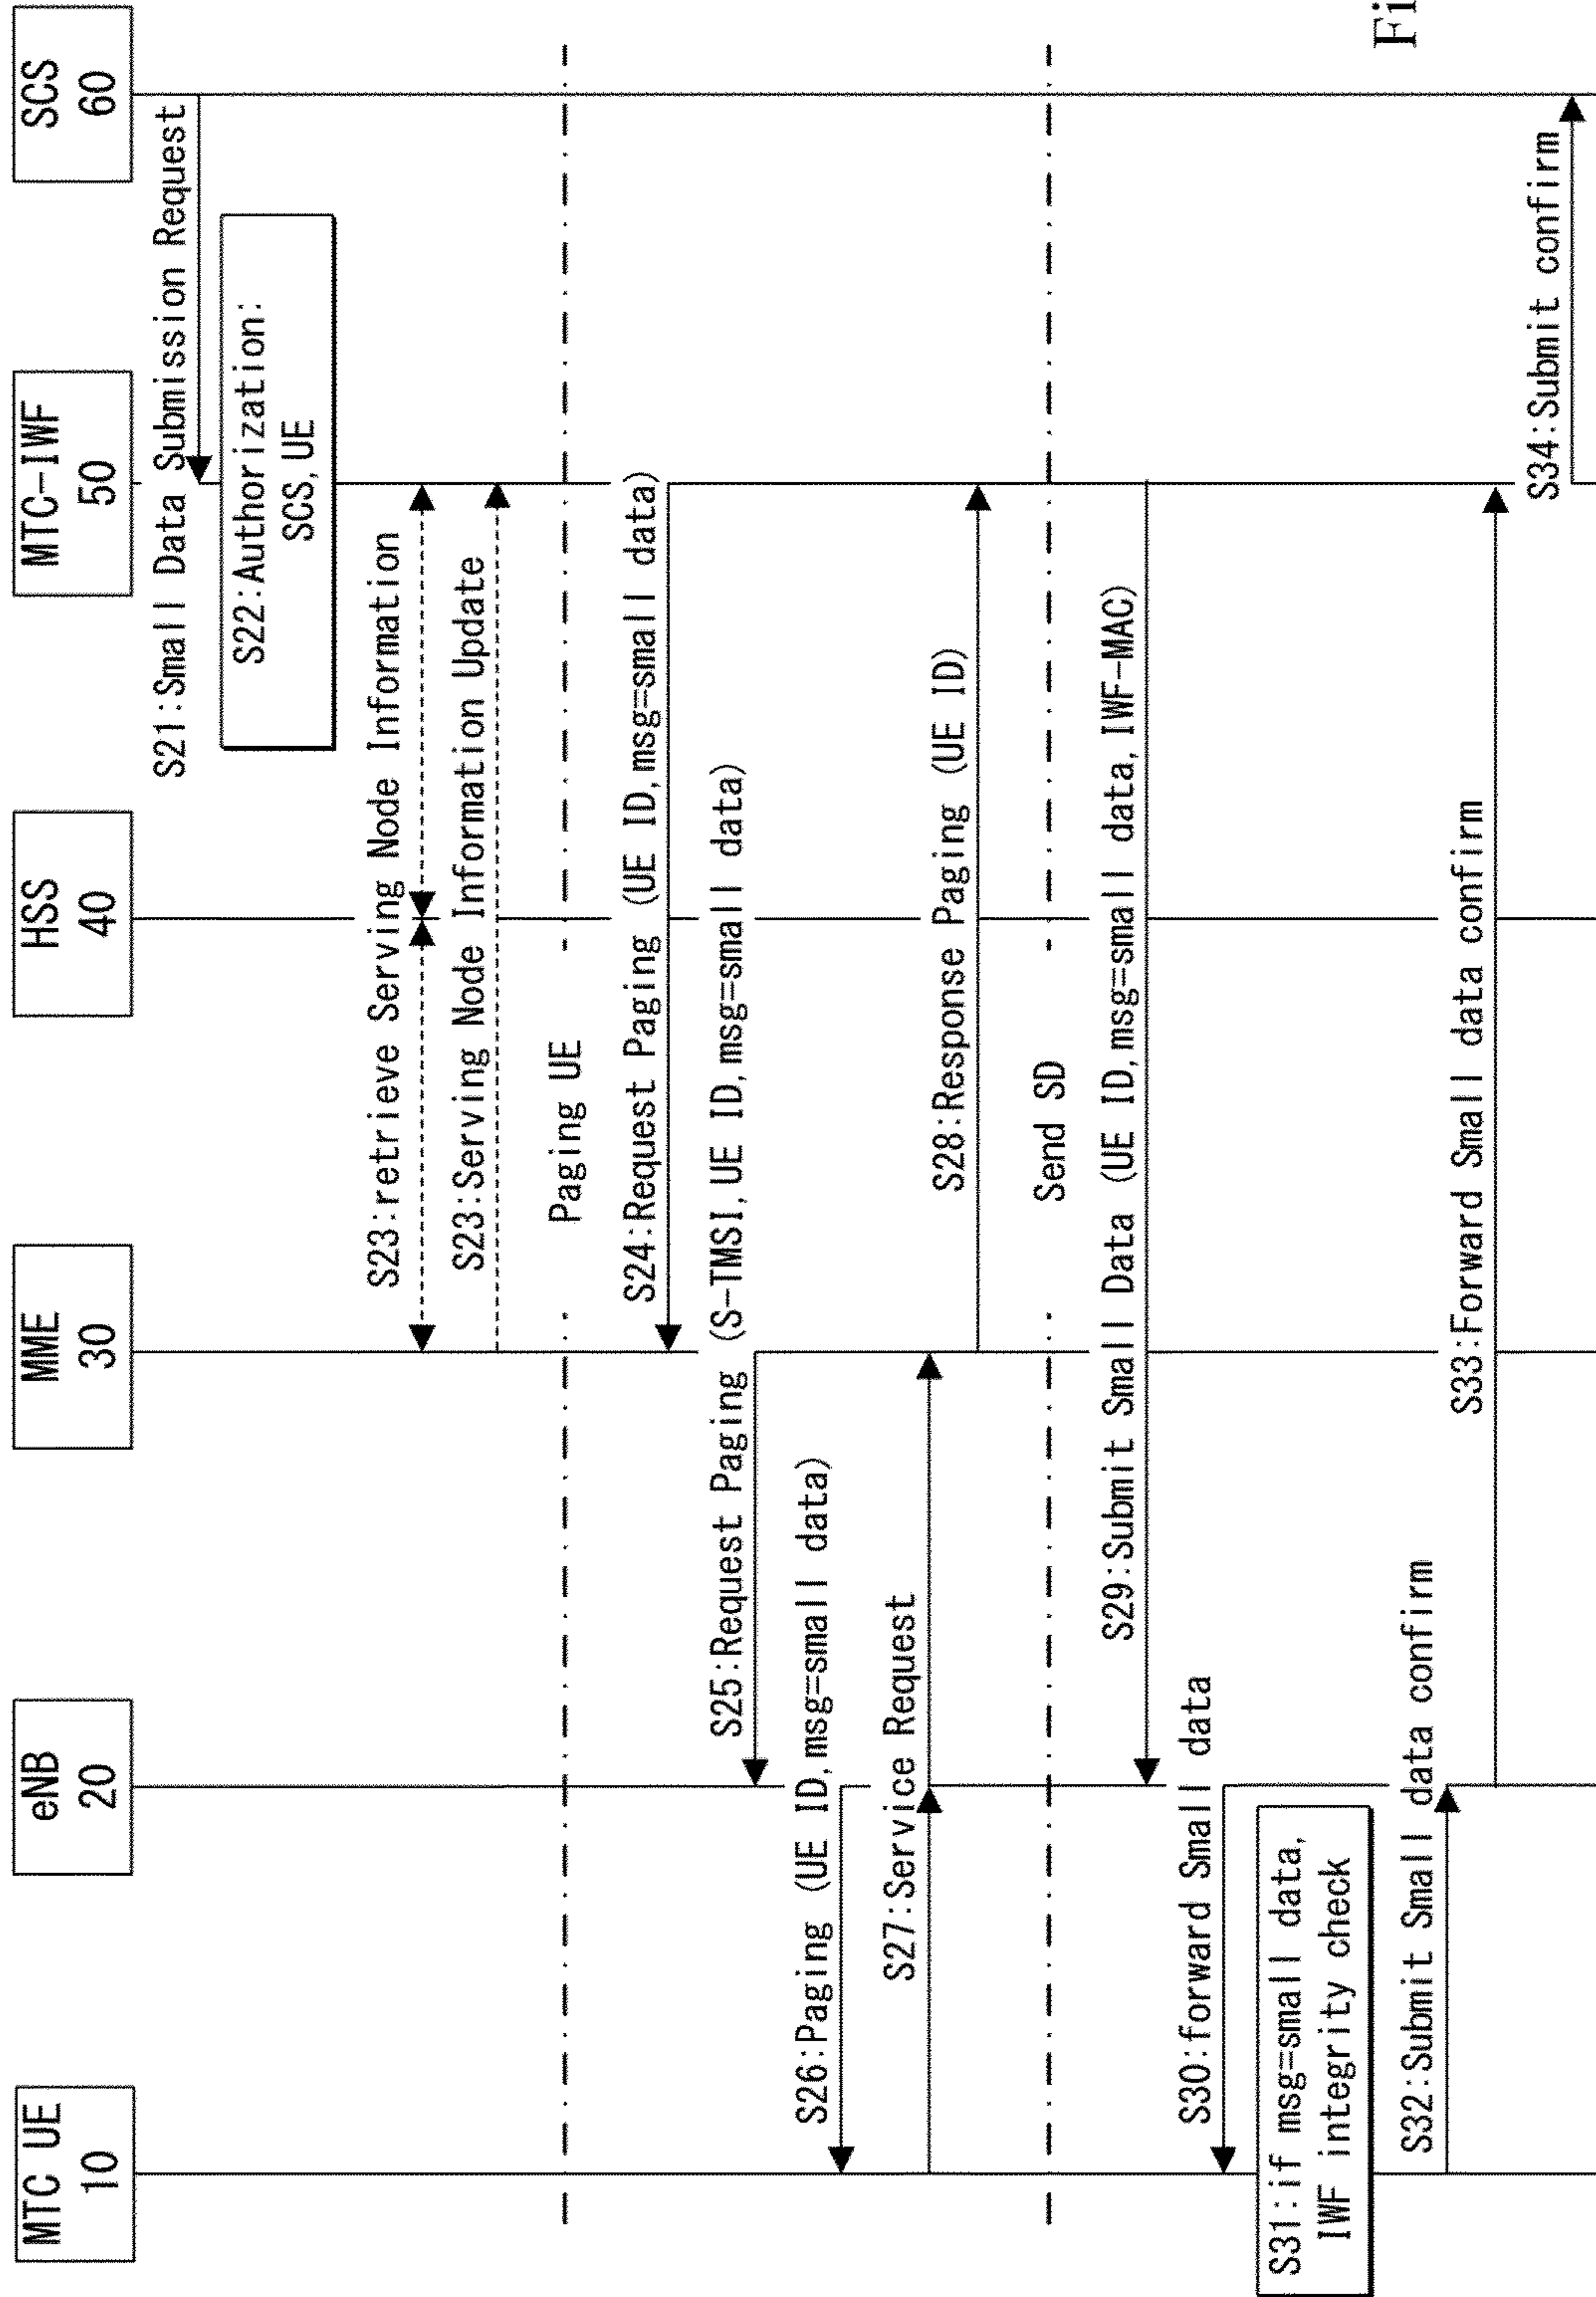 MTC UE
10
eNB
20
MME
30
HSS
40
MTC-IWF
50
SCS
60
S21:Small Data Submission Request
S22:Authorization:
SCS,UE
S23:retrieve Serving Node Information
S23:Serving Node Information Update
Paging UE
S24:Request Paging (UE ID,msg=small data)
S25:Request Paging (S-TMSI,UE ID,msg=small data)
S26:Paging (UE ID,msg=small data)
S27:Service Request
S28:Response Paging (UE ID)
Send SD
S29:Submit Small Data (UE ID,msg=small data,IWF-MAC)
S30:forward Small data
S31:if msg=small data,
IWF integrity check
S32:Submit Small data confirm
S33:Forward Small data confirm
S34:Submit confirm
Fi